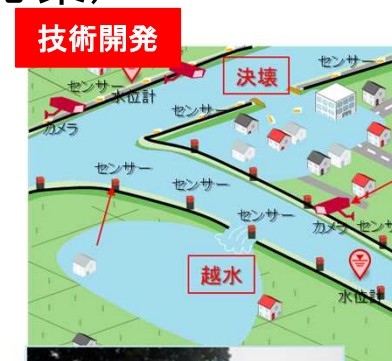 技術開発
決壊
センサー
センサー
水位計
センサー
カメラ
センサー
センサー
センサー
カメラ
センサ
越水
水位計